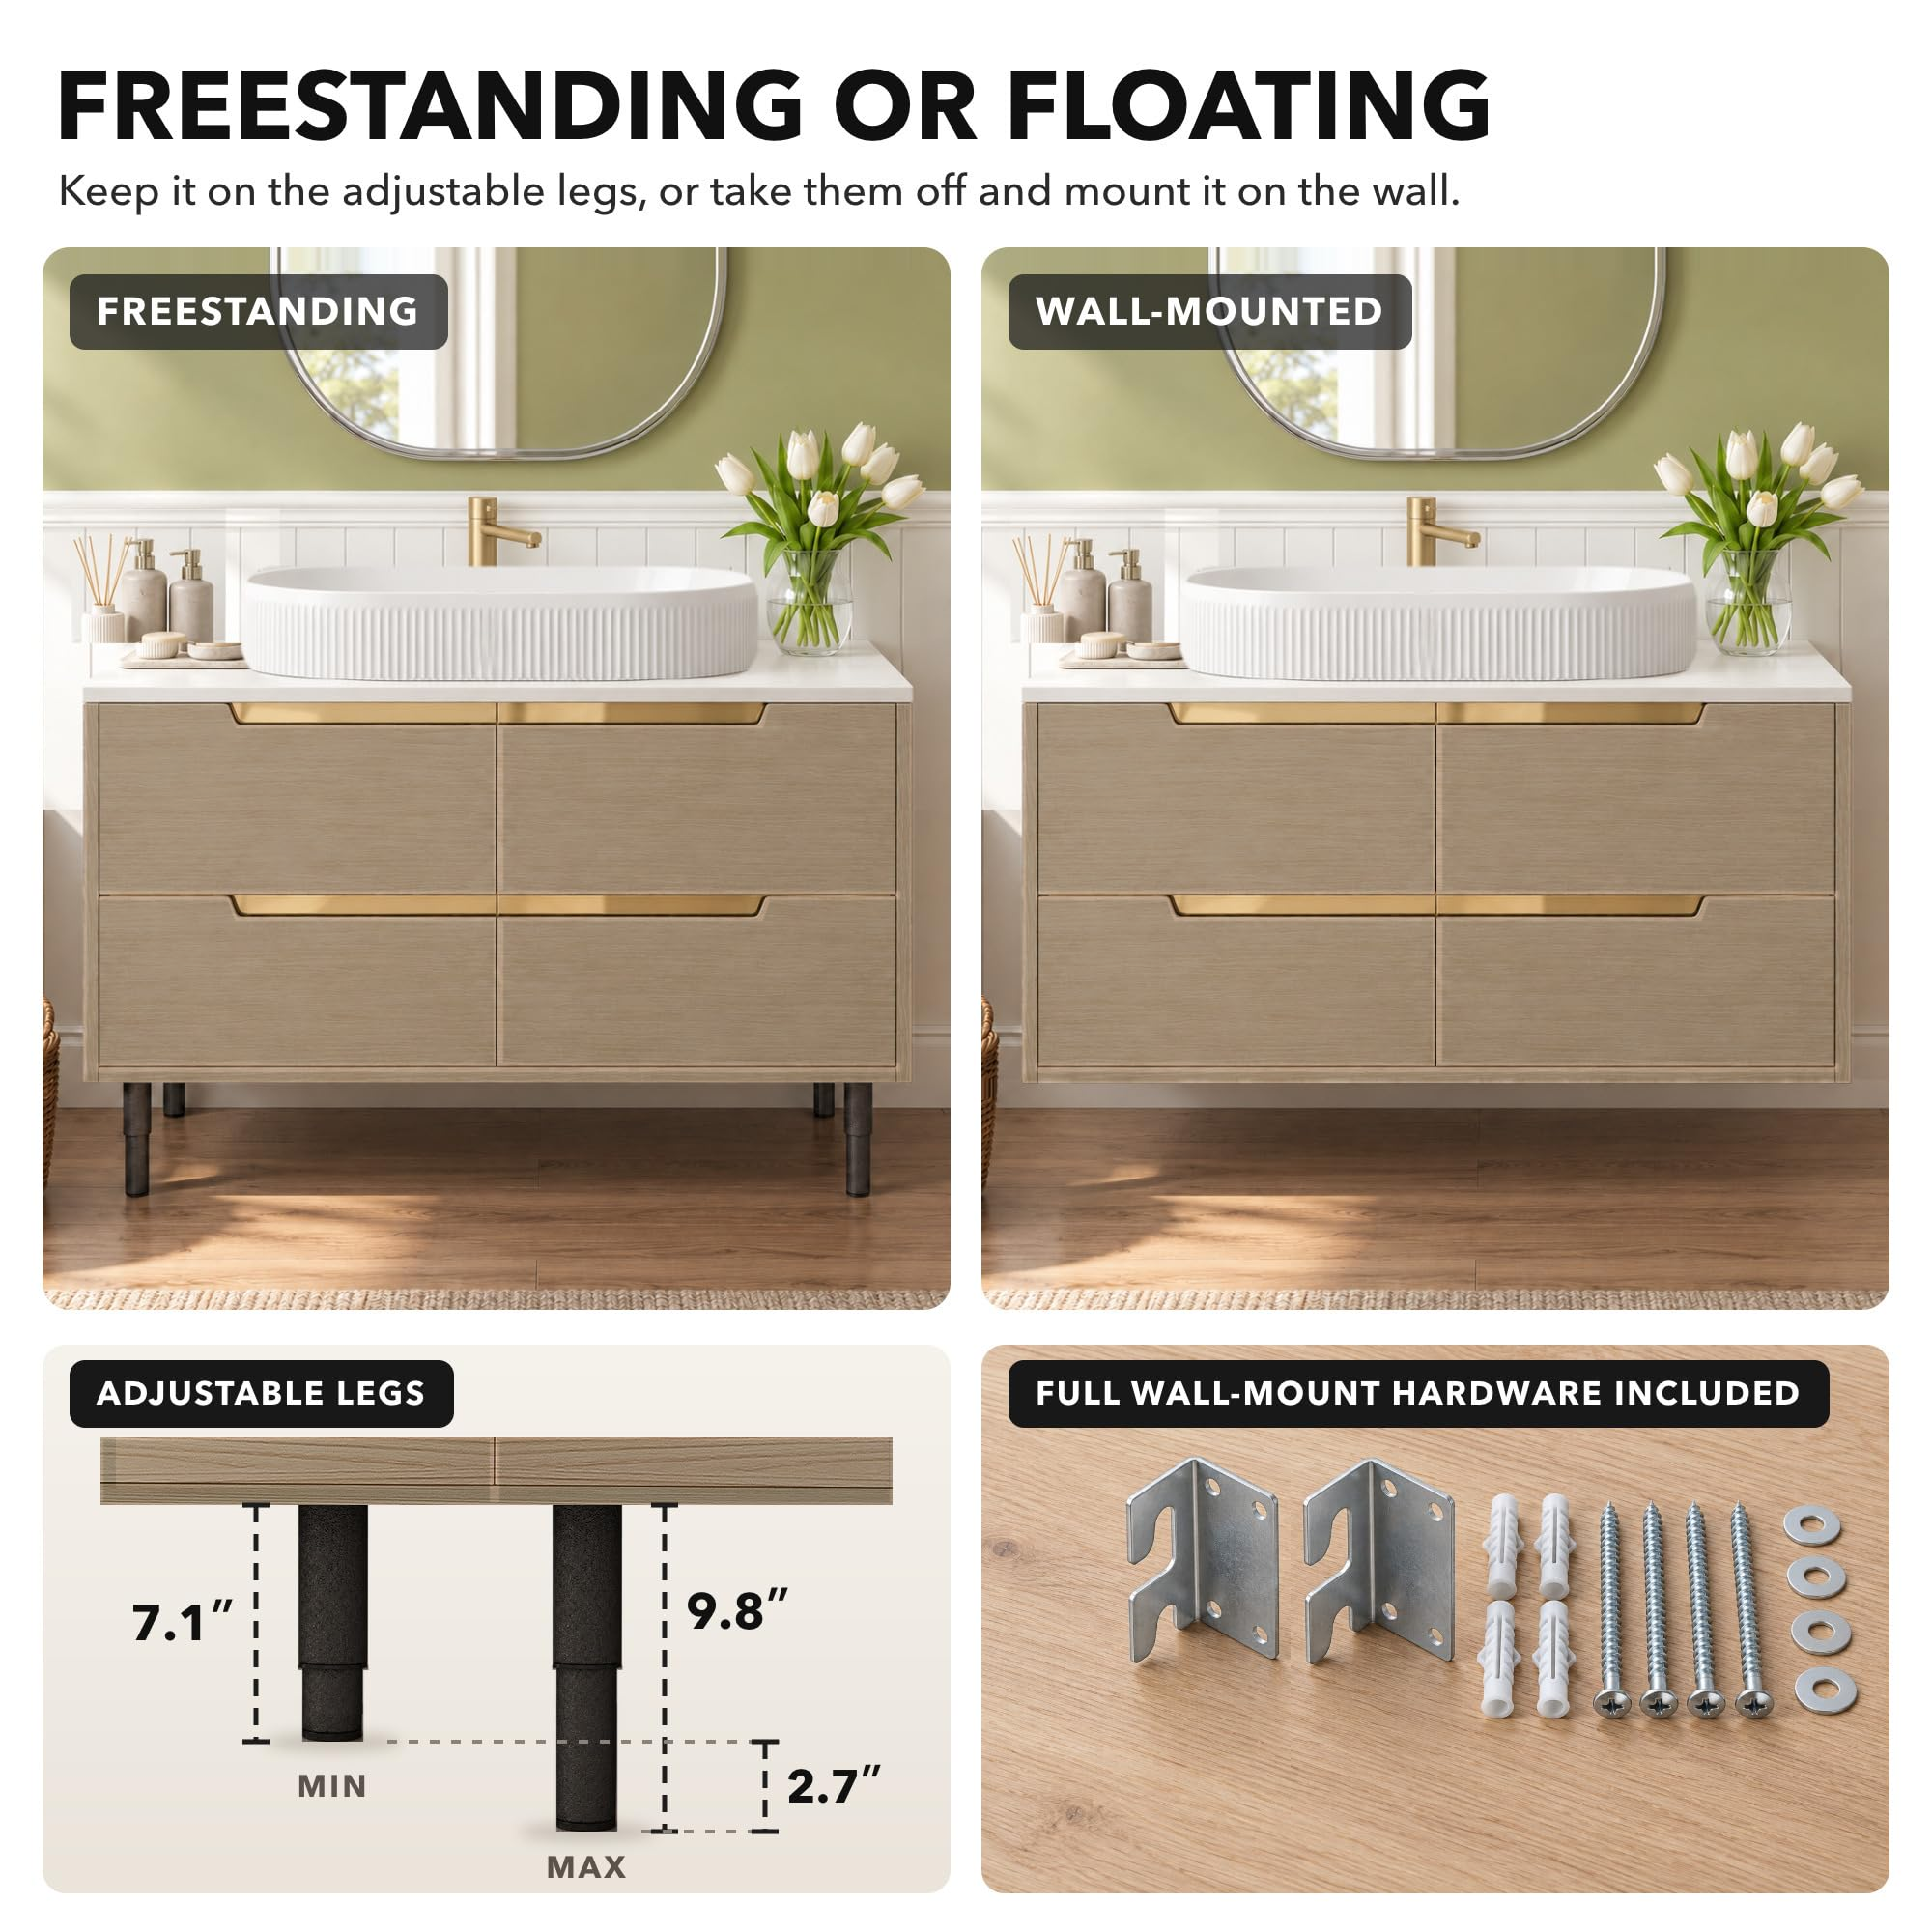 FREESTANDING OR FLOATING
Keep it on the adjustable legs, or take them off and mount it on the wall.
FREESTANDING
WALL-MOUNTED
ADJUSTABLE LEGS
7.1”
9.8”
2.7”
MIN
MAX
FULL WALL-MOUNT HARDWARE INCLUDED